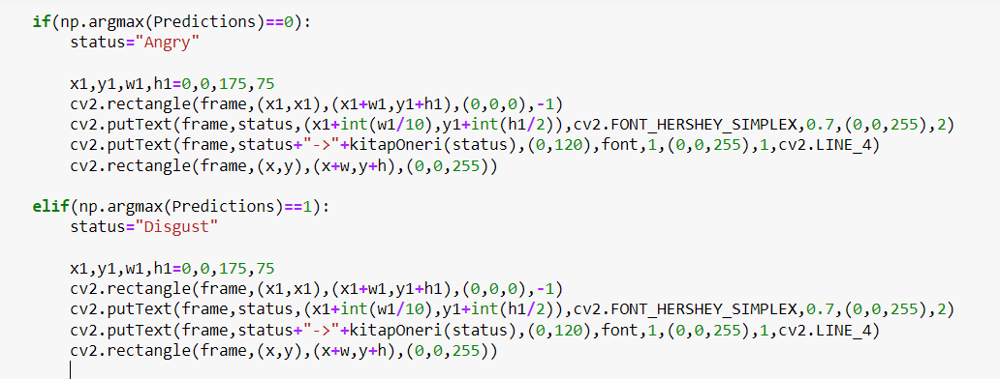 if(np.argmax(Predictions)==0):
    status="Angry"
    x1,y1,w1,h1=0,0,175,75
    cv2.rectangle(frame,(x1,x1),(x1+w1,y1+h1),(0,0,0),-1)
    cv2.putText(frame,status,(x1+int(w1/10),y1+int(h1/2)),cv2.FONT_HERSHEY_SIMPLEX,0.7,(0,0,255),2)
    cv2.putText(frame,status+"->"+kitapOneri(status),(0,120),font,1,(0,0,255),1,cv2.LINE_4)
    cv2.rectangle(frame,(x,y),(x+w,y+h),(0,0,255))
elif(np.argmax(Predictions)==1):
    status="Disgust"
    x1,y1,w1,h1=0,0,175,75
    cv2.rectangle(frame,(x1,x1),(x1+w1,y1+h1),(0,0,0),-1)
    cv2.putText(frame,status,(x1+int(w1/10),y1+int(h1/2)),cv2.FONT_HERSHEY_SIMPLEX,0.7,(0,0,255),2)
    cv2.putText(frame,status+"->"+kitapOneri(status),(0,120),font,1,(0,0,255),1,cv2.LINE_4)
    cv2.rectangle(frame,(x,y),(x+w,y+h),(0,0,255))